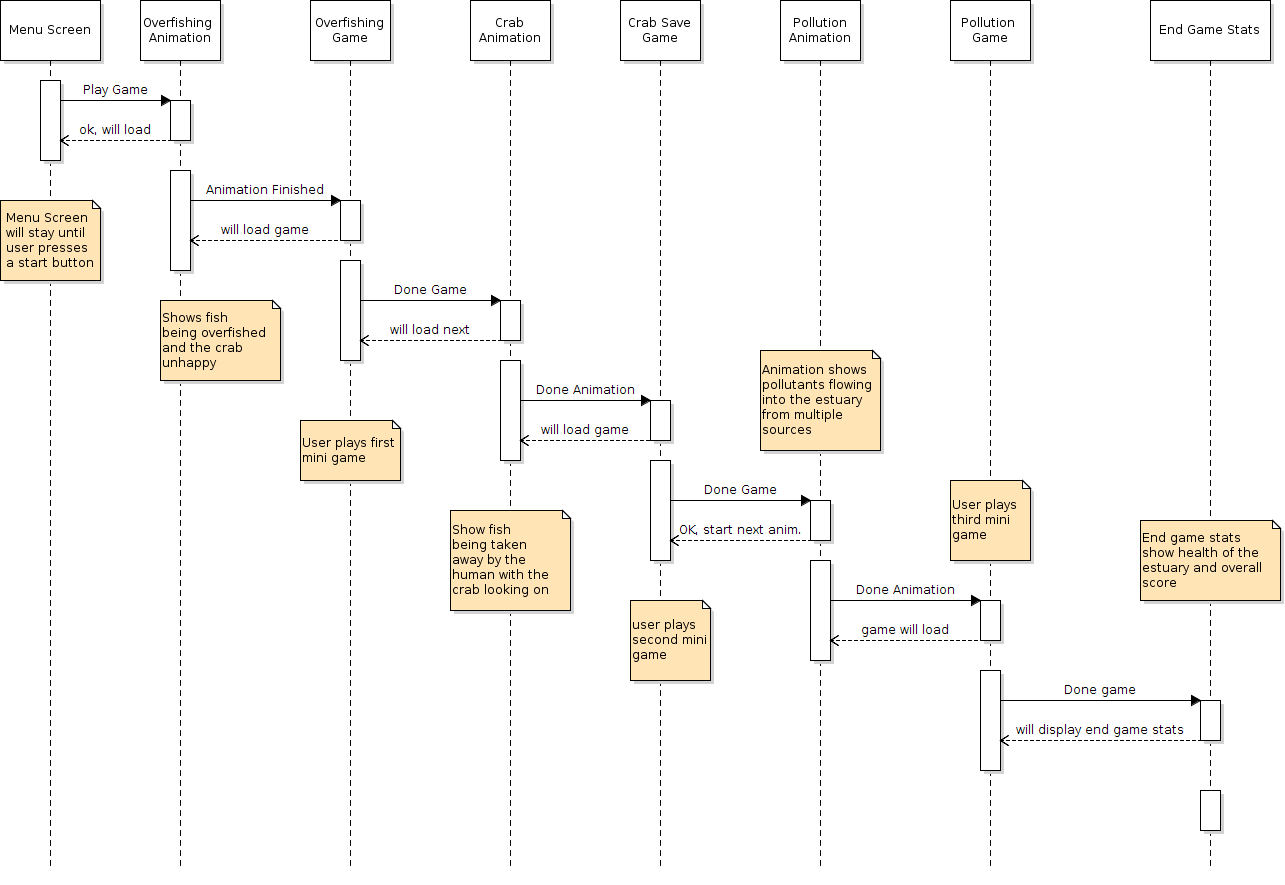 Menu Screen
Overfishing
Animation
Overfishing
Game
Crab
Animation
Crab Save
Game
Pollution
Animation
Pollution
Game
End Game Stats
Play Game
ok, will load
Animation Finished
will load game
Menu Screen
will stay until
user presses
a start button
Done Game
will load next
Shows fish
being overfished
and the crab
unhappy
Done Animation
will load game
Animation shows
pollutants flowing
into the estuary
from multiple
sources
User plays first
mini game
Done Game
OK, start next anim.
User plays
third mini
game
Show fish
being taken
away by the
human with the
crab looking on
End game stats
show health of the
estuary and overall
score
Done Animation
game will load
user plays
second mini
game
Done game
will display end game stats